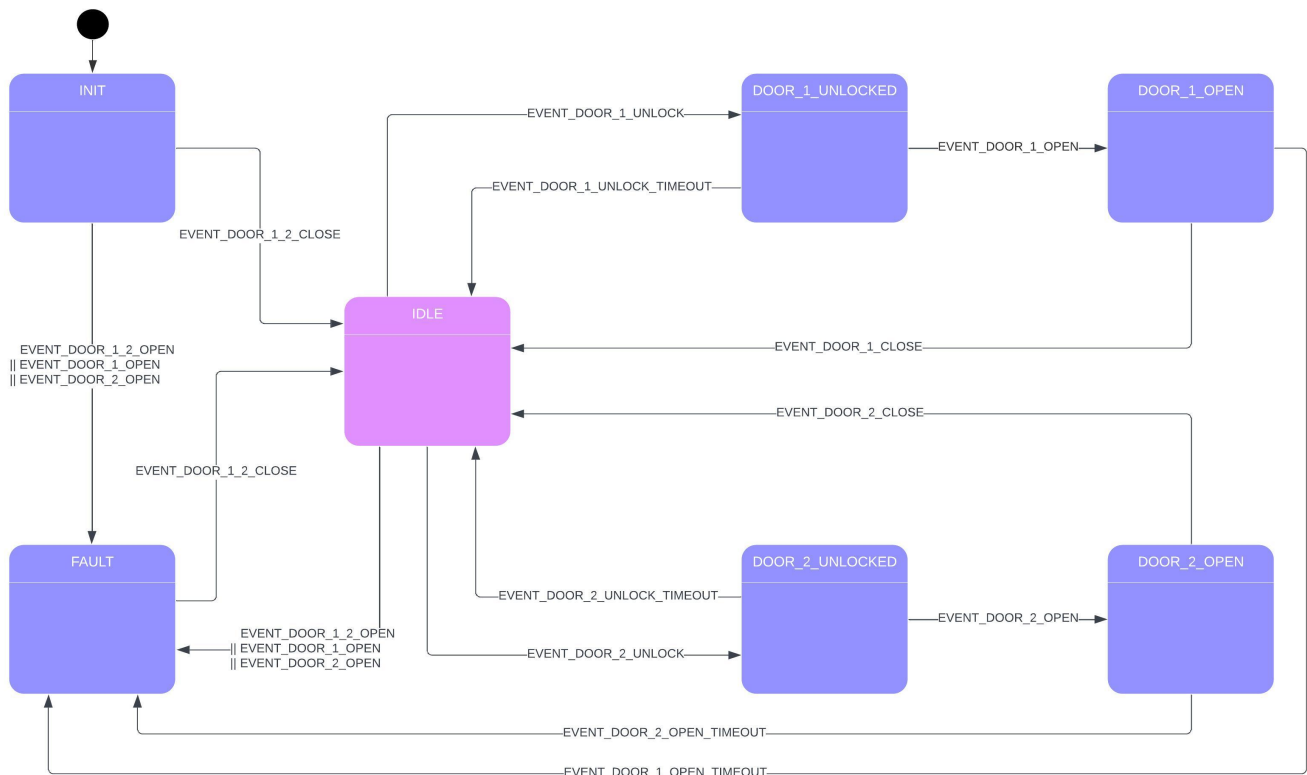 INIT
DOOR_1_UNLOCKED
DOOR_1_OPEN
EVENT_DOOR_1_UNLOCK
EVENT_DOOR_1_OPEN
EVENT_DOOR_1_UNLOCK_TIMEOUT
EVENT_DOOR_1_2_CLOSE
IDLE
EVENT_DOOR_1_CLOSE
EVENT_DOOR_1_2_OPEN
|| EVENT_DOOR_1_OPEN
|| EVENT_DOOR_2_OPEN
EVENT_DOOR_2_CLOSE
EVENT_DOOR_1_2_CLOSE
FAULT
DOOR_2_UNLOCKED
DOOR_2_OPEN
EVENT_DOOR_2_UNLOCK_TIMEOUT
EVENT_DOOR_2_OPEN
EVENT_DOOR_1_2_OPEN
|| EVENT_DOOR_1_OPEN
|| EVENT_DOOR_2_OPEN
EVENT_DOOR_2_UNLOCK
EVENT_DOOR_2_OPEN_TIMEOUT
EVENT_DOOR_1_OPEN_TIMEOUT